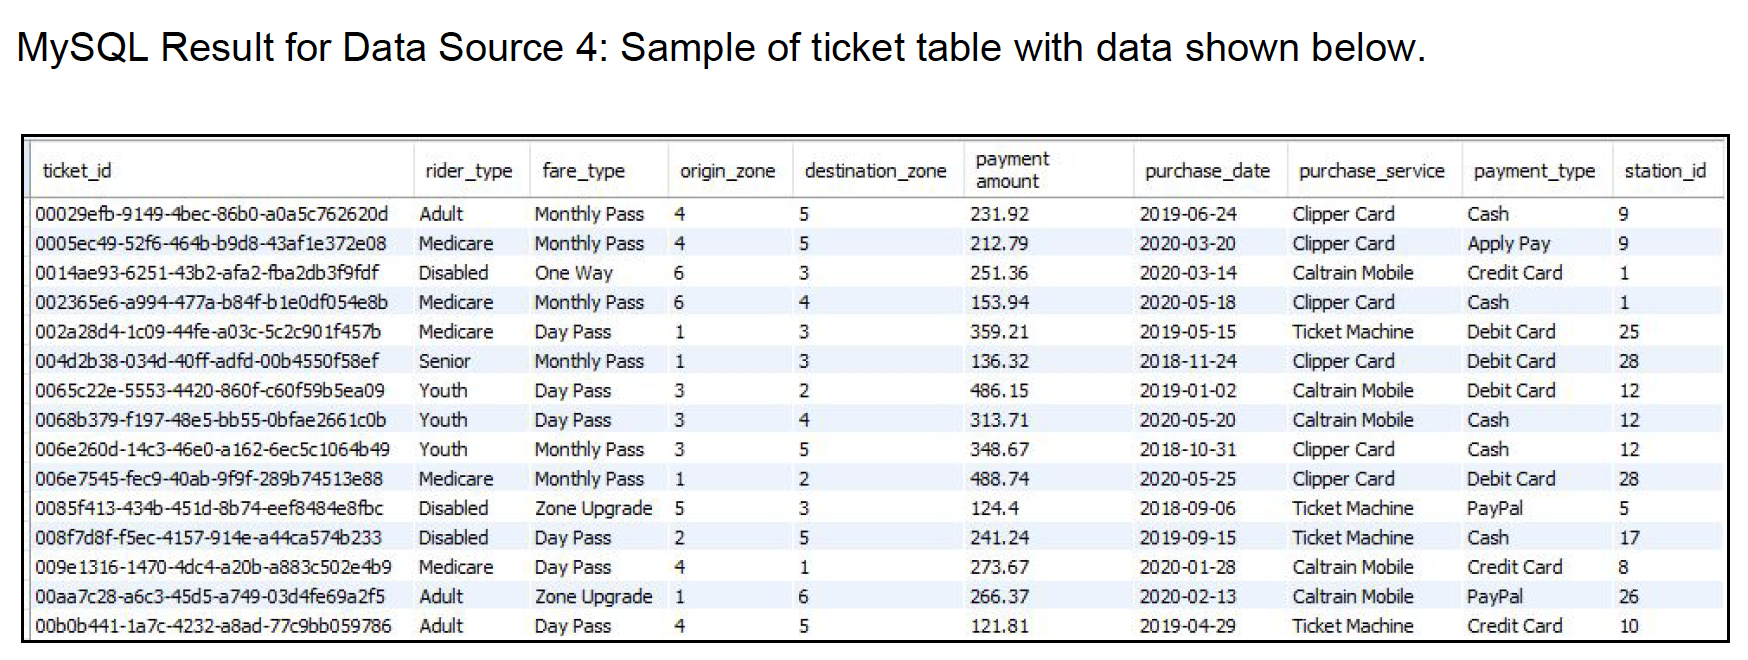 MySQL Result for Data Source 4: Sample of ticket table with data shown below.
ticket_id rider_type fare_type origin_zone destination_zone payment amount purchase_date purchase_service payment_type station_id
00029efb-9149-4bec-86b0-a0a5c762620d Adult Monthly Pass 4 5 231.92 2019-06-24 Clipper Card Cash 9
0005ec49-52f6-464b-b9d8-43af1e372e08 Medicare Monthly Pass 4 5 212.79 2020-03-20 Clipper Card Apply Pay 9
0014ae93-6251-43b2-afa2-fba2db3f9fdf Disabled One Way 6 3 251.36 2020-03-14 Caltrain Mobile Credit Card 1
002365e6-a994-477a-b84f-b1e0df054e8b Medicare Monthly Pass 6 4 153.94 2020-05-18 Clipper Card Cash 1
002a28d4-1c09-44fe-a03c-5c2c901f457b Medicare Day Pass 1 3 359.21 2019-05-15 Ticket Machine Debit Card 25
004d2b38-034d-40ff-adfd-00b4550f58ef Senior Monthly Pass 1 3 136.32 2018-11-24 Clipper Card Debit Card 28
0065c22e-5553-4420-860f-c60f59b5ea09 Youth Day Pass 3 2 486.15 2019-01-02 Caltrain Mobile Debit Card 12
0068b379-f197-48e5-bb55-0bfae2661c0b Youth Day Pass 3 4 313.71 2020-05-20 Caltrain Mobile Cash 12
006e260d-14c3-46e0-a162-6ec5c1064b49 Youth Monthly Pass 3 5 348.67 2018-10-31 Clipper Card Cash 12
006e7545-fec9-40ab-9f9f-289b74513e88 Medicare Monthly Pass 1 2 488.74 2020-05-25 Clipper Card Debit Card 28
0085f413-434b-451d-8b74-eef8484e8fbc Disabled Zone Upgrade 5 3 124.4 2018-09-06 Ticket Machine PayPal 5
008f7d8f-f5ec-4157-914e-a44ca574b233 Disabled Day Pass 2 5 241.24 2019-09-15 Ticket Machine Cash 17
009e1316-1470-4dc4-a20b-a883c502e4b9 Medicare Day Pass 4 1 273.67 2020-01-28 Caltrain Mobile Credit Card 8
00aa7c28-a6c3-45d5-a749-03d4fe69a2f5 Adult Zone Upgrade 1 6 266.37 2020-02-13 Caltrain Mobile PayPal 26
00b0b441-1a7c-4232-a8ad-77c9bb059786 Adult Day Pass 4 5 121.81 2019-04-29 Ticket Machine Credit Card 10